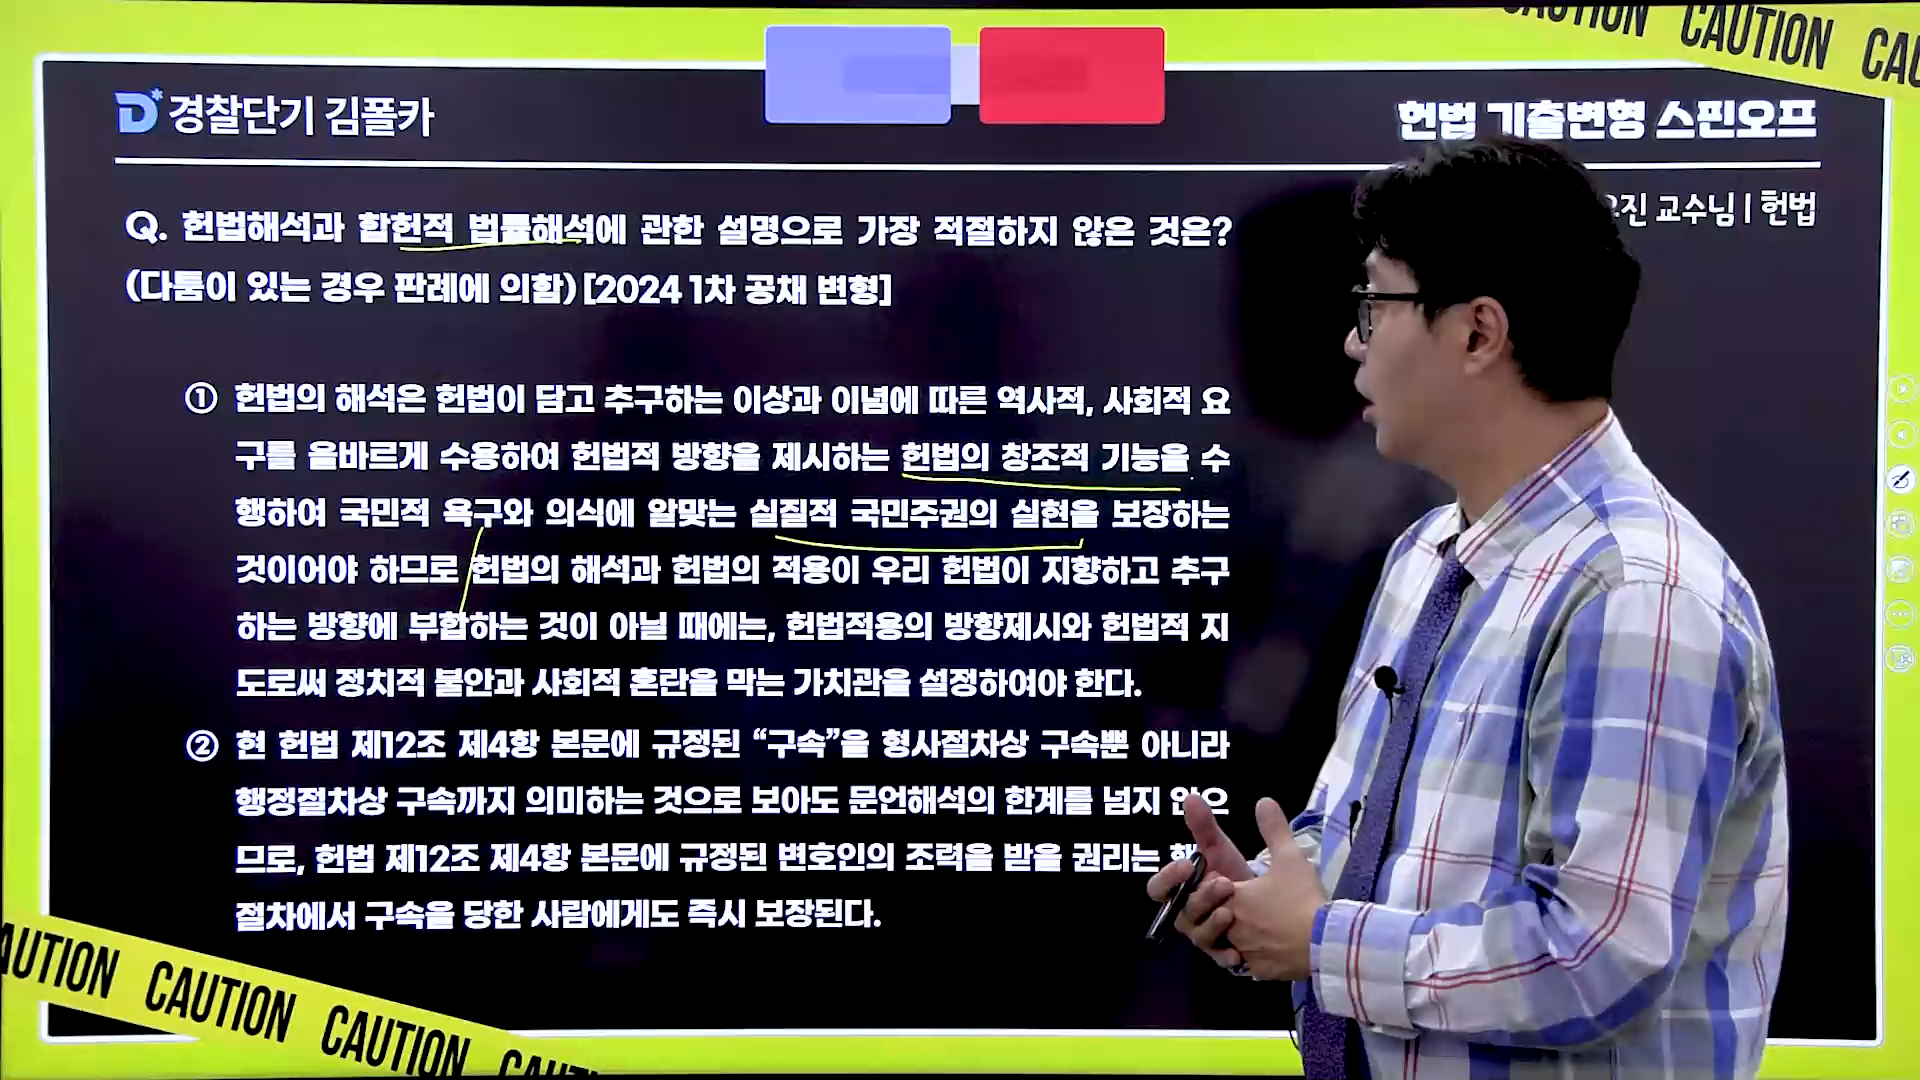 CAUTION CAUTION
경찰단기 김폴카
헌법 기출변형 스핀오프
우진 교수님 | 헌법
Q. 헌법해석과 합헌적 법률해석에 관한 설명으로 가장 적절하지 않은 것은?
(다툼이 있는 경우 판례에 의함) [2024 1차 공채 변형]
① 헌법의 해석은 헌법이 담고 추구하는 이상과 이념에 따른 역사적, 사회적 요
구를 올바르게 수용하여 헌법적 방향을 제시하는 헌법의 창조적 기능을 수
행하여 국민적 욕구와 의식에 알맞는 실질적 국민주권의 실현을 보장하는
것이어야 하므로 헌법의 해석과 헌법의 적용이 우리 헌법이 지향하고 추구
하는 방향에 부합하는 것이 아닐 때에는, 헌법적용의 방향제시와 헌법적 지
도로써 정치적 불안과 사회적 혼란을 막는 가치관을 설정하여야 한다.
② 현 헌법 제12조 제4항 본문에 규정된 “구속”을 형사절차상 구속뿐 아니라
행정절차상 구속까지 의미하는 것으로 보아도 문언해석의 한계를 넘지 않으
므로, 헌법 제12조 제4항 본문에 규정된 변호인의 조력을 받을 권리는
절차에서 구속을 당한 사람에게도 즉시 보장된다.
CAUTION CAUTION CAUTION